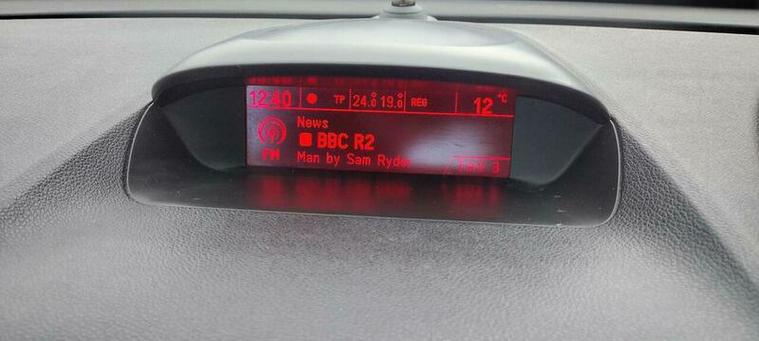 12:40 TP 24.0 19.0 REG 12 °C
News
FM BBC R2
Man by Sam Ryder